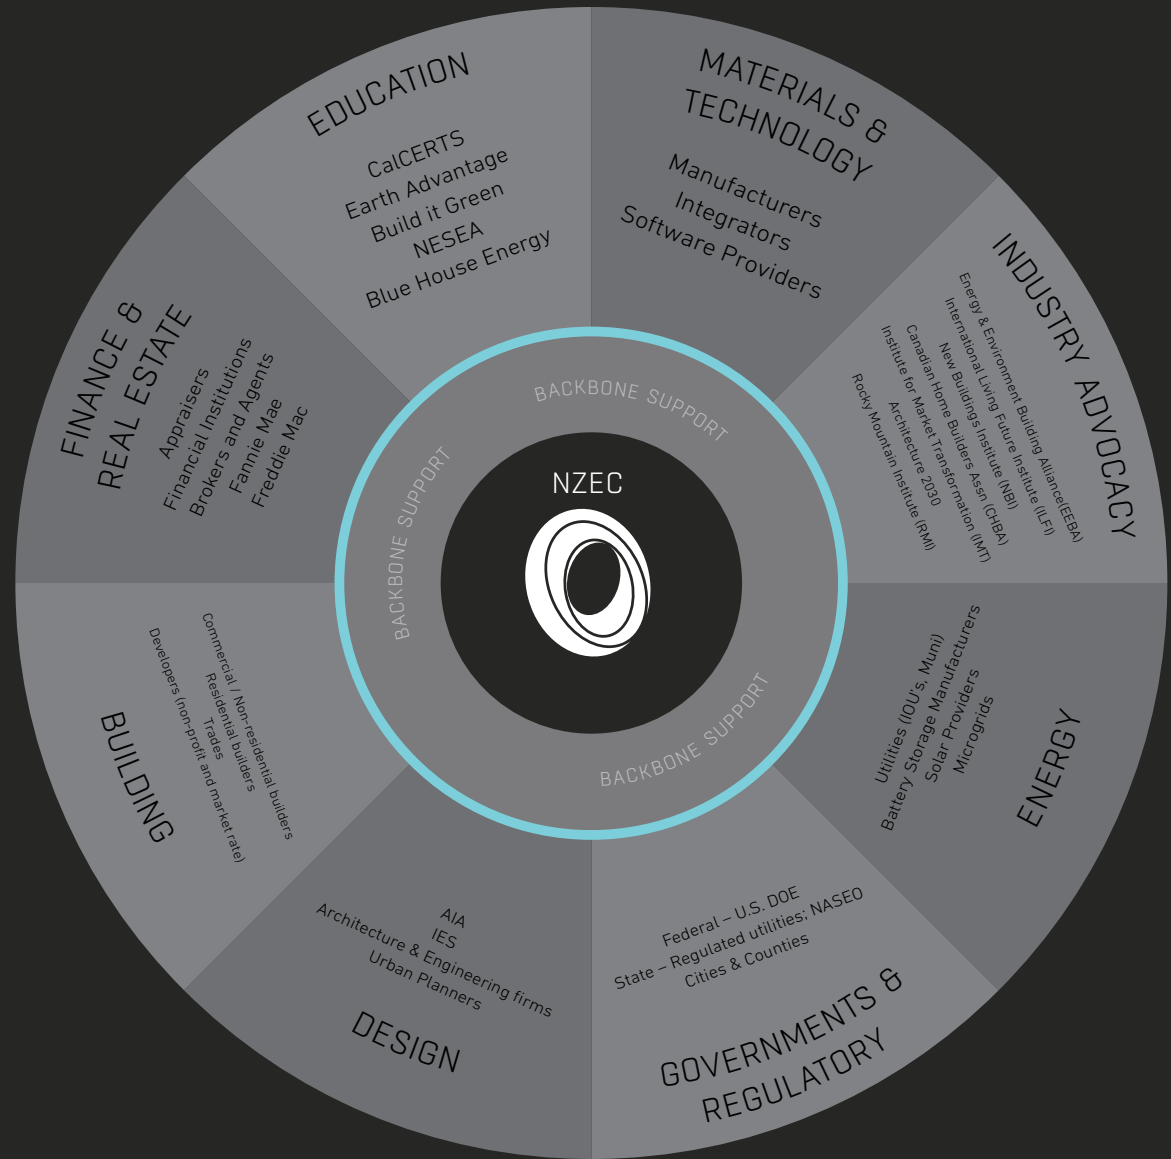 EDUCATION
CalCERTS
Earth Advantage
Build it Green
NESEA
Blue House Energy
MATERIALS &
TECHNOLOGY
Manufacturers
Integrators
Software Providers
INDUSTRY ADVOCACY
Energy & Environment Building Alliance(EEBA)
International Living Future Institute (ILFI)
New Buildings Institute (NBI)
Canadian Home Builders Assn (CHBA)
Institute for Market Transformation (IMT)
Architecture 2030
Rocky Mountain Institute (RMI)
ENERGY
Utilities (IOU's, Muni)
Battery Storage Manufacturers
Solar Providers
Microgrids
Federal – U.S. DOE
State – Regulated utilities; NASEO
Cities & Counties
GOVERNMENTS &
REGULATORY
AIA
IES
Architecture & Engineering firms
Urban Planners
DESIGN
Commercial / Non-residential builders
Residential builders
Trades
Developers (non-profit and market rate)
BUILDING
FINANCE &
REAL ESTATE
Appraisers
Financial Institutions
Brokers and Agents
Fannie Mae
Freddie Mac
BACKBONE SUPPORT
BACKBONE SUPPORT
BACKBONE SUPPORT
NZEC